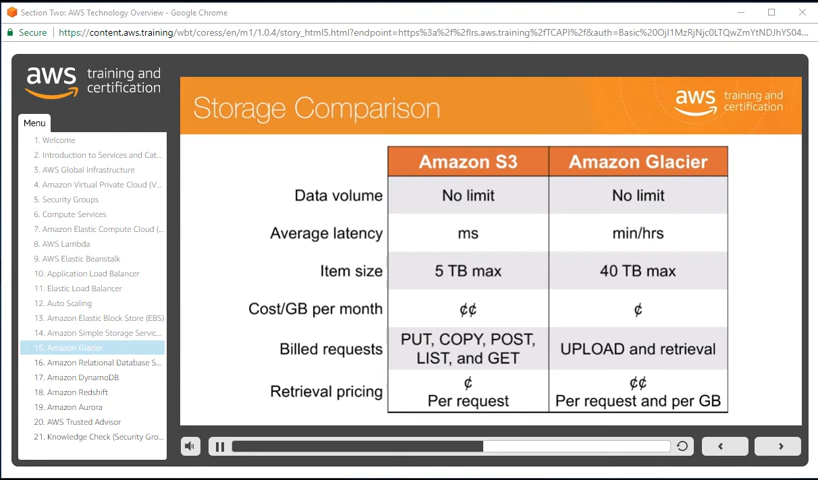 Section Two: AWS Technology Overview - Google Chrome
Secure https://content.aws.training/wbt/coress/en/m1/1.0.4/story_html5.html?endpoint=https%3a%2f%2flrs.aws.training%2fTCAPI%2f&auth=Basic%20OjI1MzRjNjc0LTQwZmYtNDJhYS04...
aws training and certification
Menu
1. Welcome
2. Introduction to Services and Cat...
3. AWS Global Infrastructure
4. Amazon Virtual Private Cloud (V...
5. Security Groups
6. Compute Services
7. Amazon Elastic Compute Cloud (...
8. AWS Lambda
9. AWS Elastic Beanstalk
10. Application Load Balancer
11. Elastic Load Balancer
12. Auto Scaling
13. Amazon Elastic Block Store (EBS)
14. Amazon Simple Storage Servic...
15. Amazon Glacier
16. Amazon Relational Database S...
17. Amazon DynamoDB
18. Amazon Redshift
19. Amazon Aurora
20. AWS Trusted Advisor
21. Knowledge Check (Security Gro...
Storage Comparison
aws training and certification
Amazon S3 Amazon Glacier
Data volume No limit No limit
Average latency ms min/hrs
Item size 5 TB max 40 TB max
Cost/GB per month ¢¢ ¢
Billed requests PUT, COPY, POST, LIST, and GET UPLOAD and retrieval
Retrieval pricing ¢ Per request ¢¢ Per request and per GB